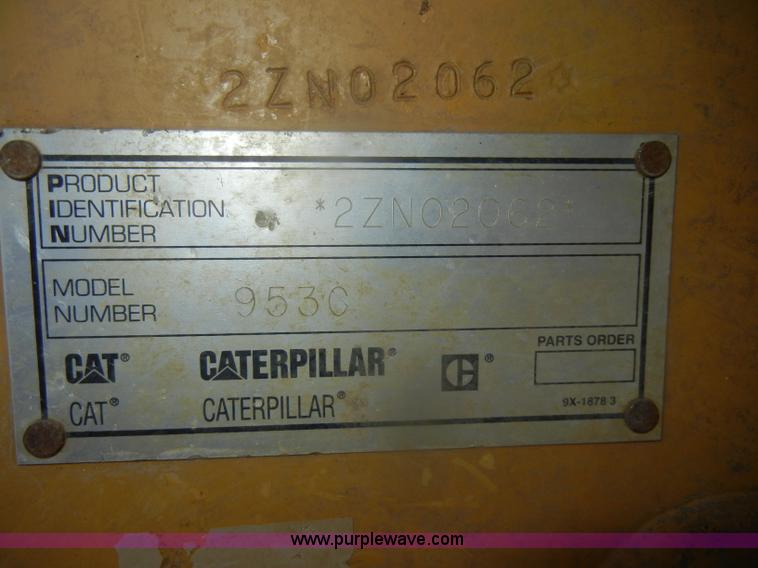 2ZN02062
PRODUCT
IDENTIFICATION
NUMBER
*2ZN02062*
MODEL
NUMBER
953C
PARTS ORDER
CAT® CATERPILLAR® C®
CAT® CATERPILLAR®
9X-1878 3
www.purplewave.com